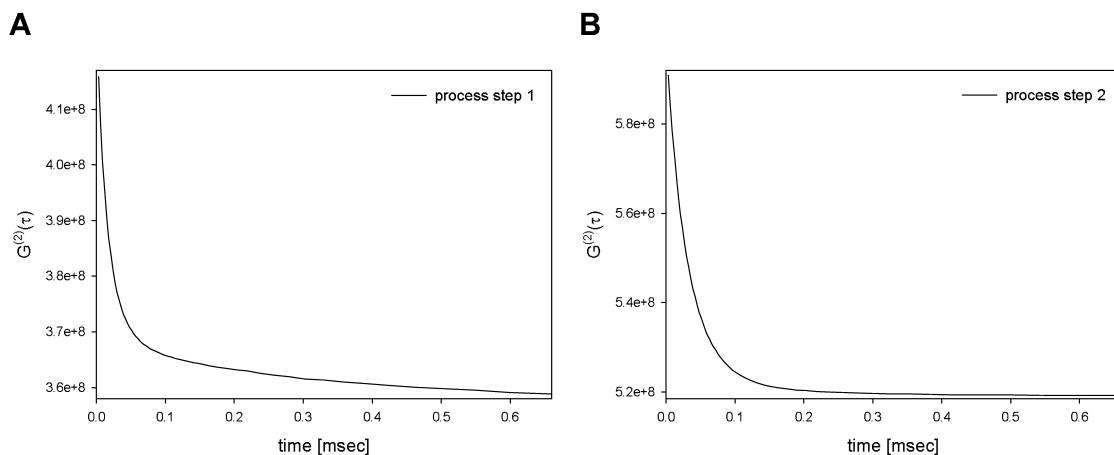 A
B
process step 1
4.1e+8
4.0e+8
3.9e+8
3.8e+8
3.7e+8
3.6e+8
G(2)(τ)
0.0 0.1 0.2 0.3 0.4 0.5 0.6
time [msec]
process step 2
5.8e+8
5.6e+8
5.4e+8
5.2e+8
G(2)(τ)
0.0 0.1 0.2 0.3 0.4 0.5 0.6
time [msec]